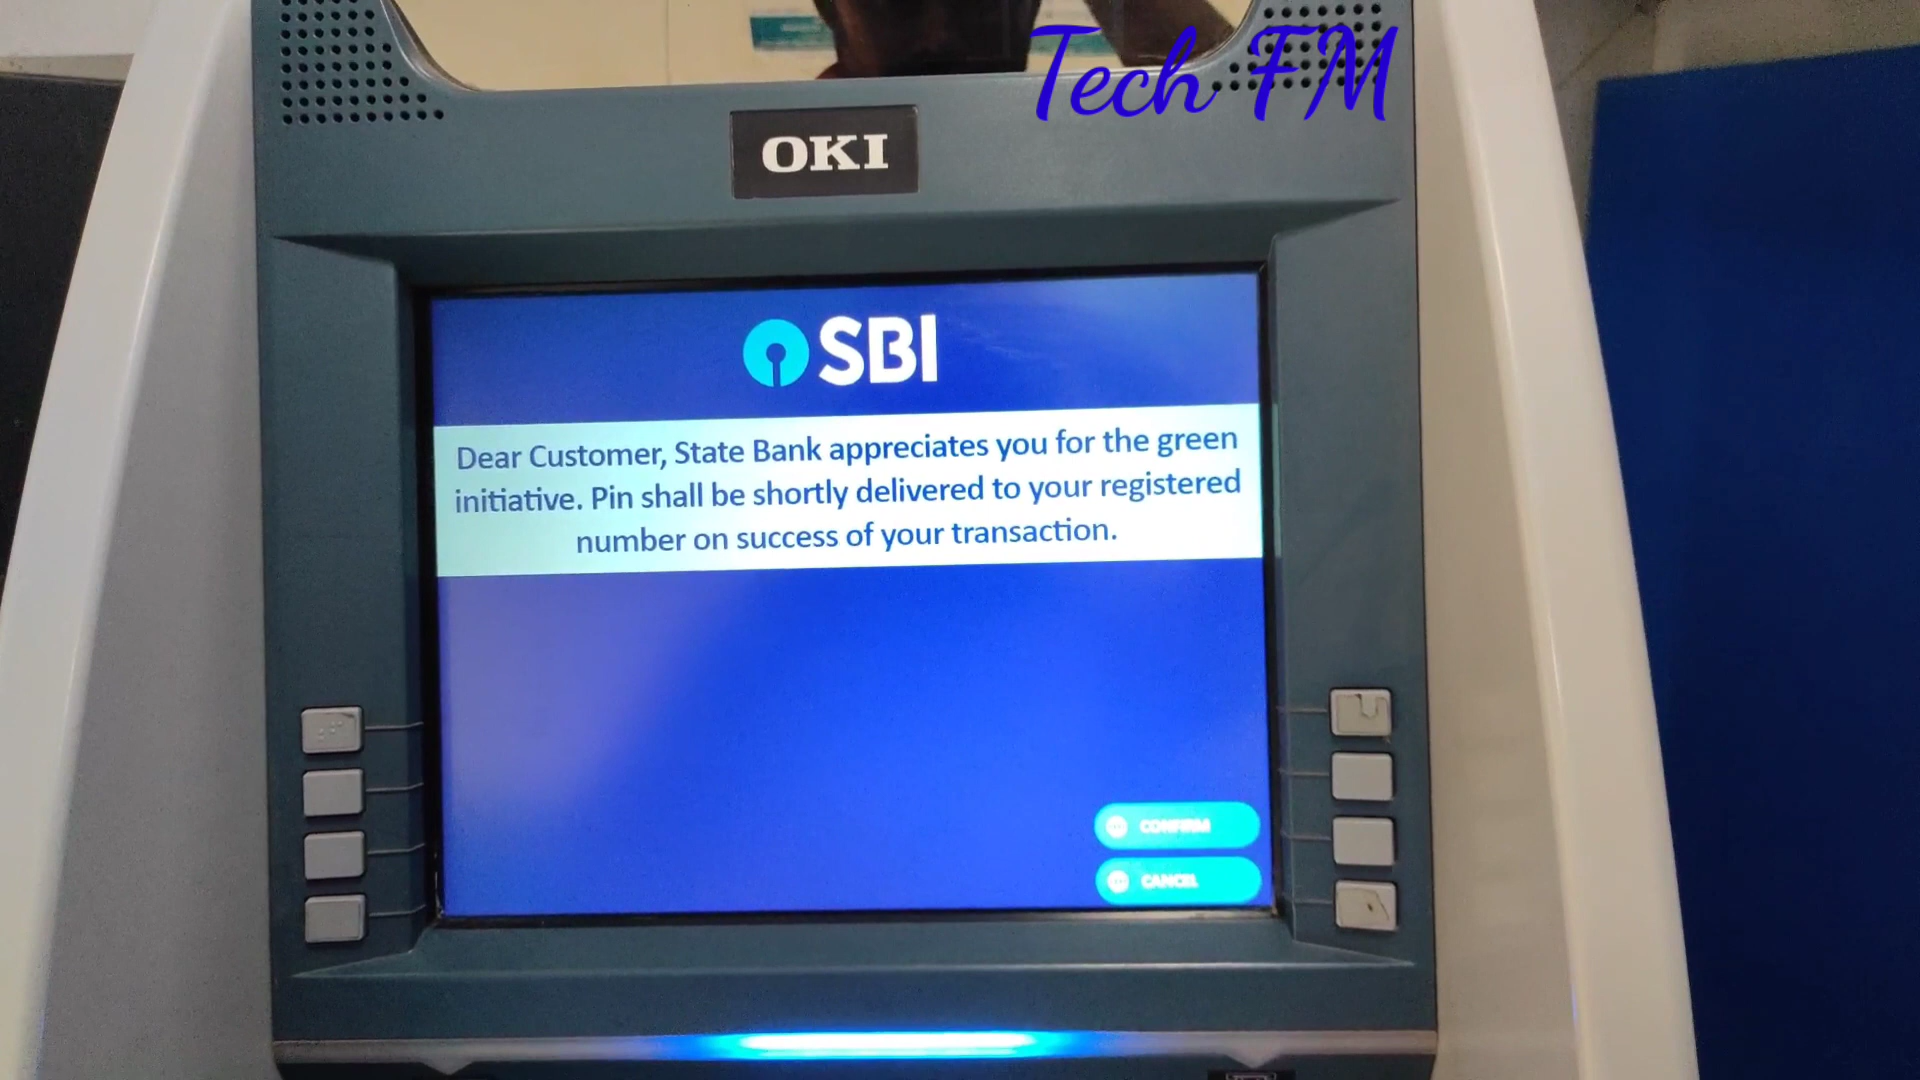 Tech FM
OKI
SBI
Dear Customer, State Bank appreciates you for the green
initiative. Pin shall be shortly delivered to your registered
number on success of your transaction.
CONFIRM
CANCEL